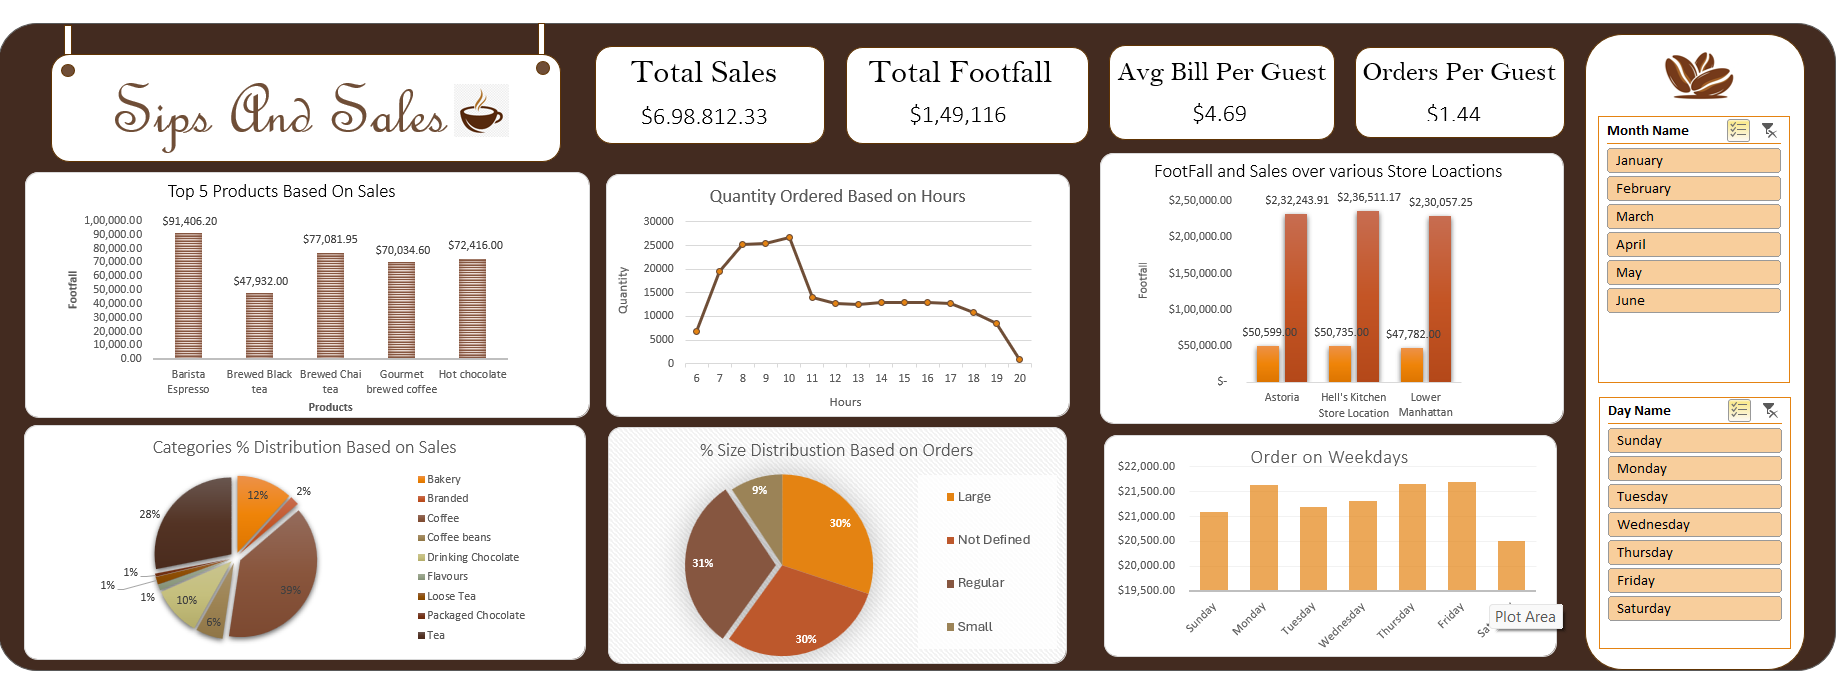 Sips And Sales
Total Sales
$6.98.812.33
Total Footfall
$1,49,116
Avg Bill Per Guest
$4.69
Orders Per Guest
$1.44
Top 5 Products Based On Sales
1,00,000.00
90,000.00
80,000.00
70,000.00
60,000.00
50,000.00
40,000.00
30,000.00
20,000.00
10,000.00
0.00
Footfall
$91,406.20
$47,932.00
$77,081.95
$70,034.60
$72,416.00
Barista
Espresso
Brewed Black
tea
Brewed Chai
tea
Gourmet
brewed coffee
Hot chocolate
Products
Quantity Ordered Based on Hours
30000
25000
20000
15000
10000
5000
0
Quantity
6 7 8 9 10 11 12 13 14 15 16 17 18 19 20
Hours
FootFall and Sales over various Store Loactions
$2,50,000.00
$2,00,000.00
$1,50,000.00
$1,00,000.00
$50,000.00
$-
Footfall
$2,32,243.91
$2,36,511.17
$2,30,057.25
$50,599.00
$50,735.00
$47,782.00
Astoria
Hell's Kitchen
Lower
Manhattan
Store Location
Categories % Distribution Based on Sales
12%
2%
39%
6%
10%
1%
1%
1%
28%
Bakery
Branded
Coffee
Coffee beans
Drinking Chocolate
Flavours
Loose Tea
Packaged Chocolate
Tea
% Size Distribustion Based on Orders
30%
30%
31%
9%
Large
Not Defined
Regular
Small
Order on Weekdays
$22,000.00
$21,500.00
$21,000.00
$20,500.00
$20,000.00
$19,500.00
Sunday
Monday
Tuesday
Wednesday
Thursday
Friday
Plot Area
Month Name
January
February
March
April
May
June
Day Name
Sunday
Monday
Tuesday
Wednesday
Thursday
Friday
Saturday